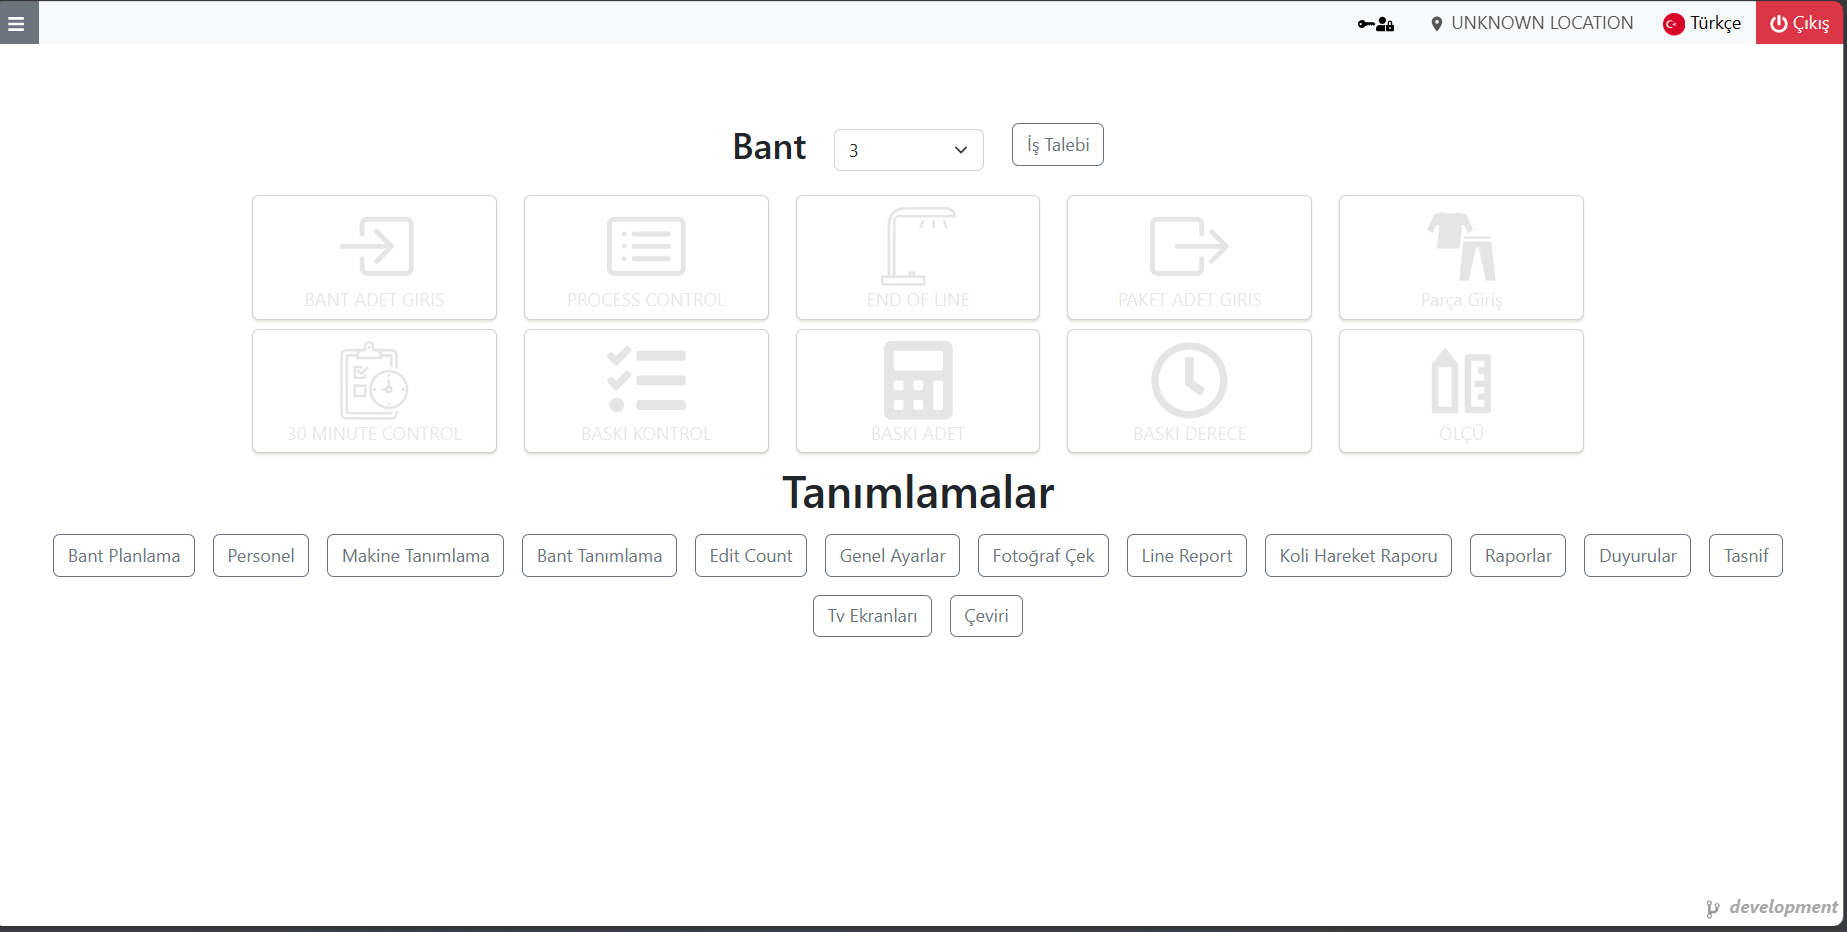 UNKNOWN LOCATION Türkçe Çıkış
Bant 3 İş Talebi
BANT ADET GIRIS PROCESS CONTROL END OF LINE PAKET ADET GIRIS Parça Giriş
30 MINUTE CONTROL BASKI KONTROL BASKI ADET BASKI DERECE ÖLÇÜ
Tanımlamalar
Bant Planlama Personel Makine Tanımlama Bant Tanımlama Edit Count Genel Ayarlar Fotoğraf Çek Line Report Koli Hareket Raporu Raporlar Duyurular Tasnif
Tv Ekranları Çeviri
development